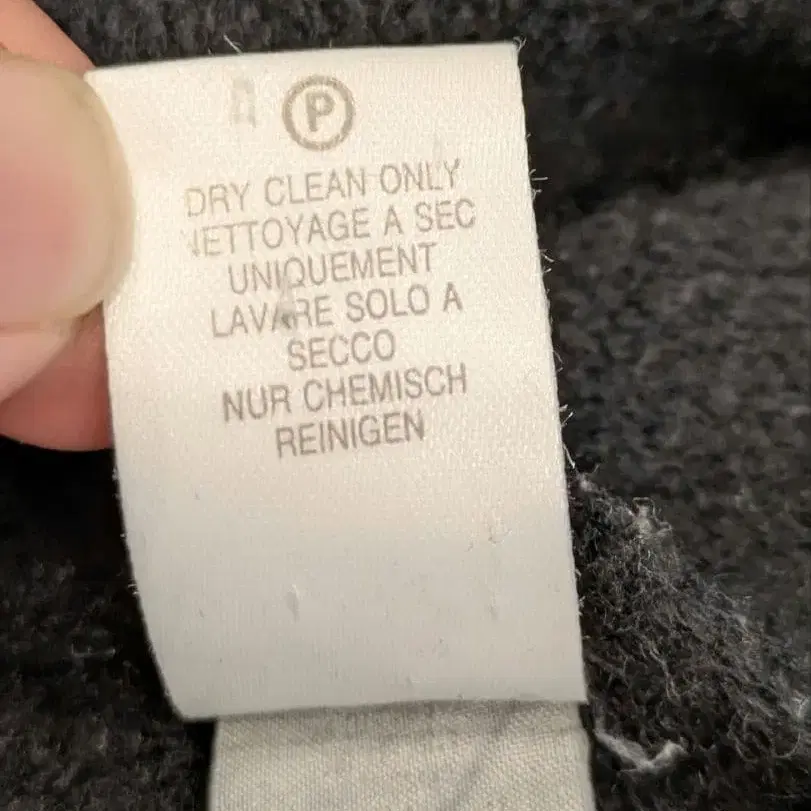 P
DRY CLEAN ONLY
NETTOYAGE A SEC
UNIQUEMENT
LAVARE SOLO A
SECCO
NUR CHEMISCH
REINIGEN